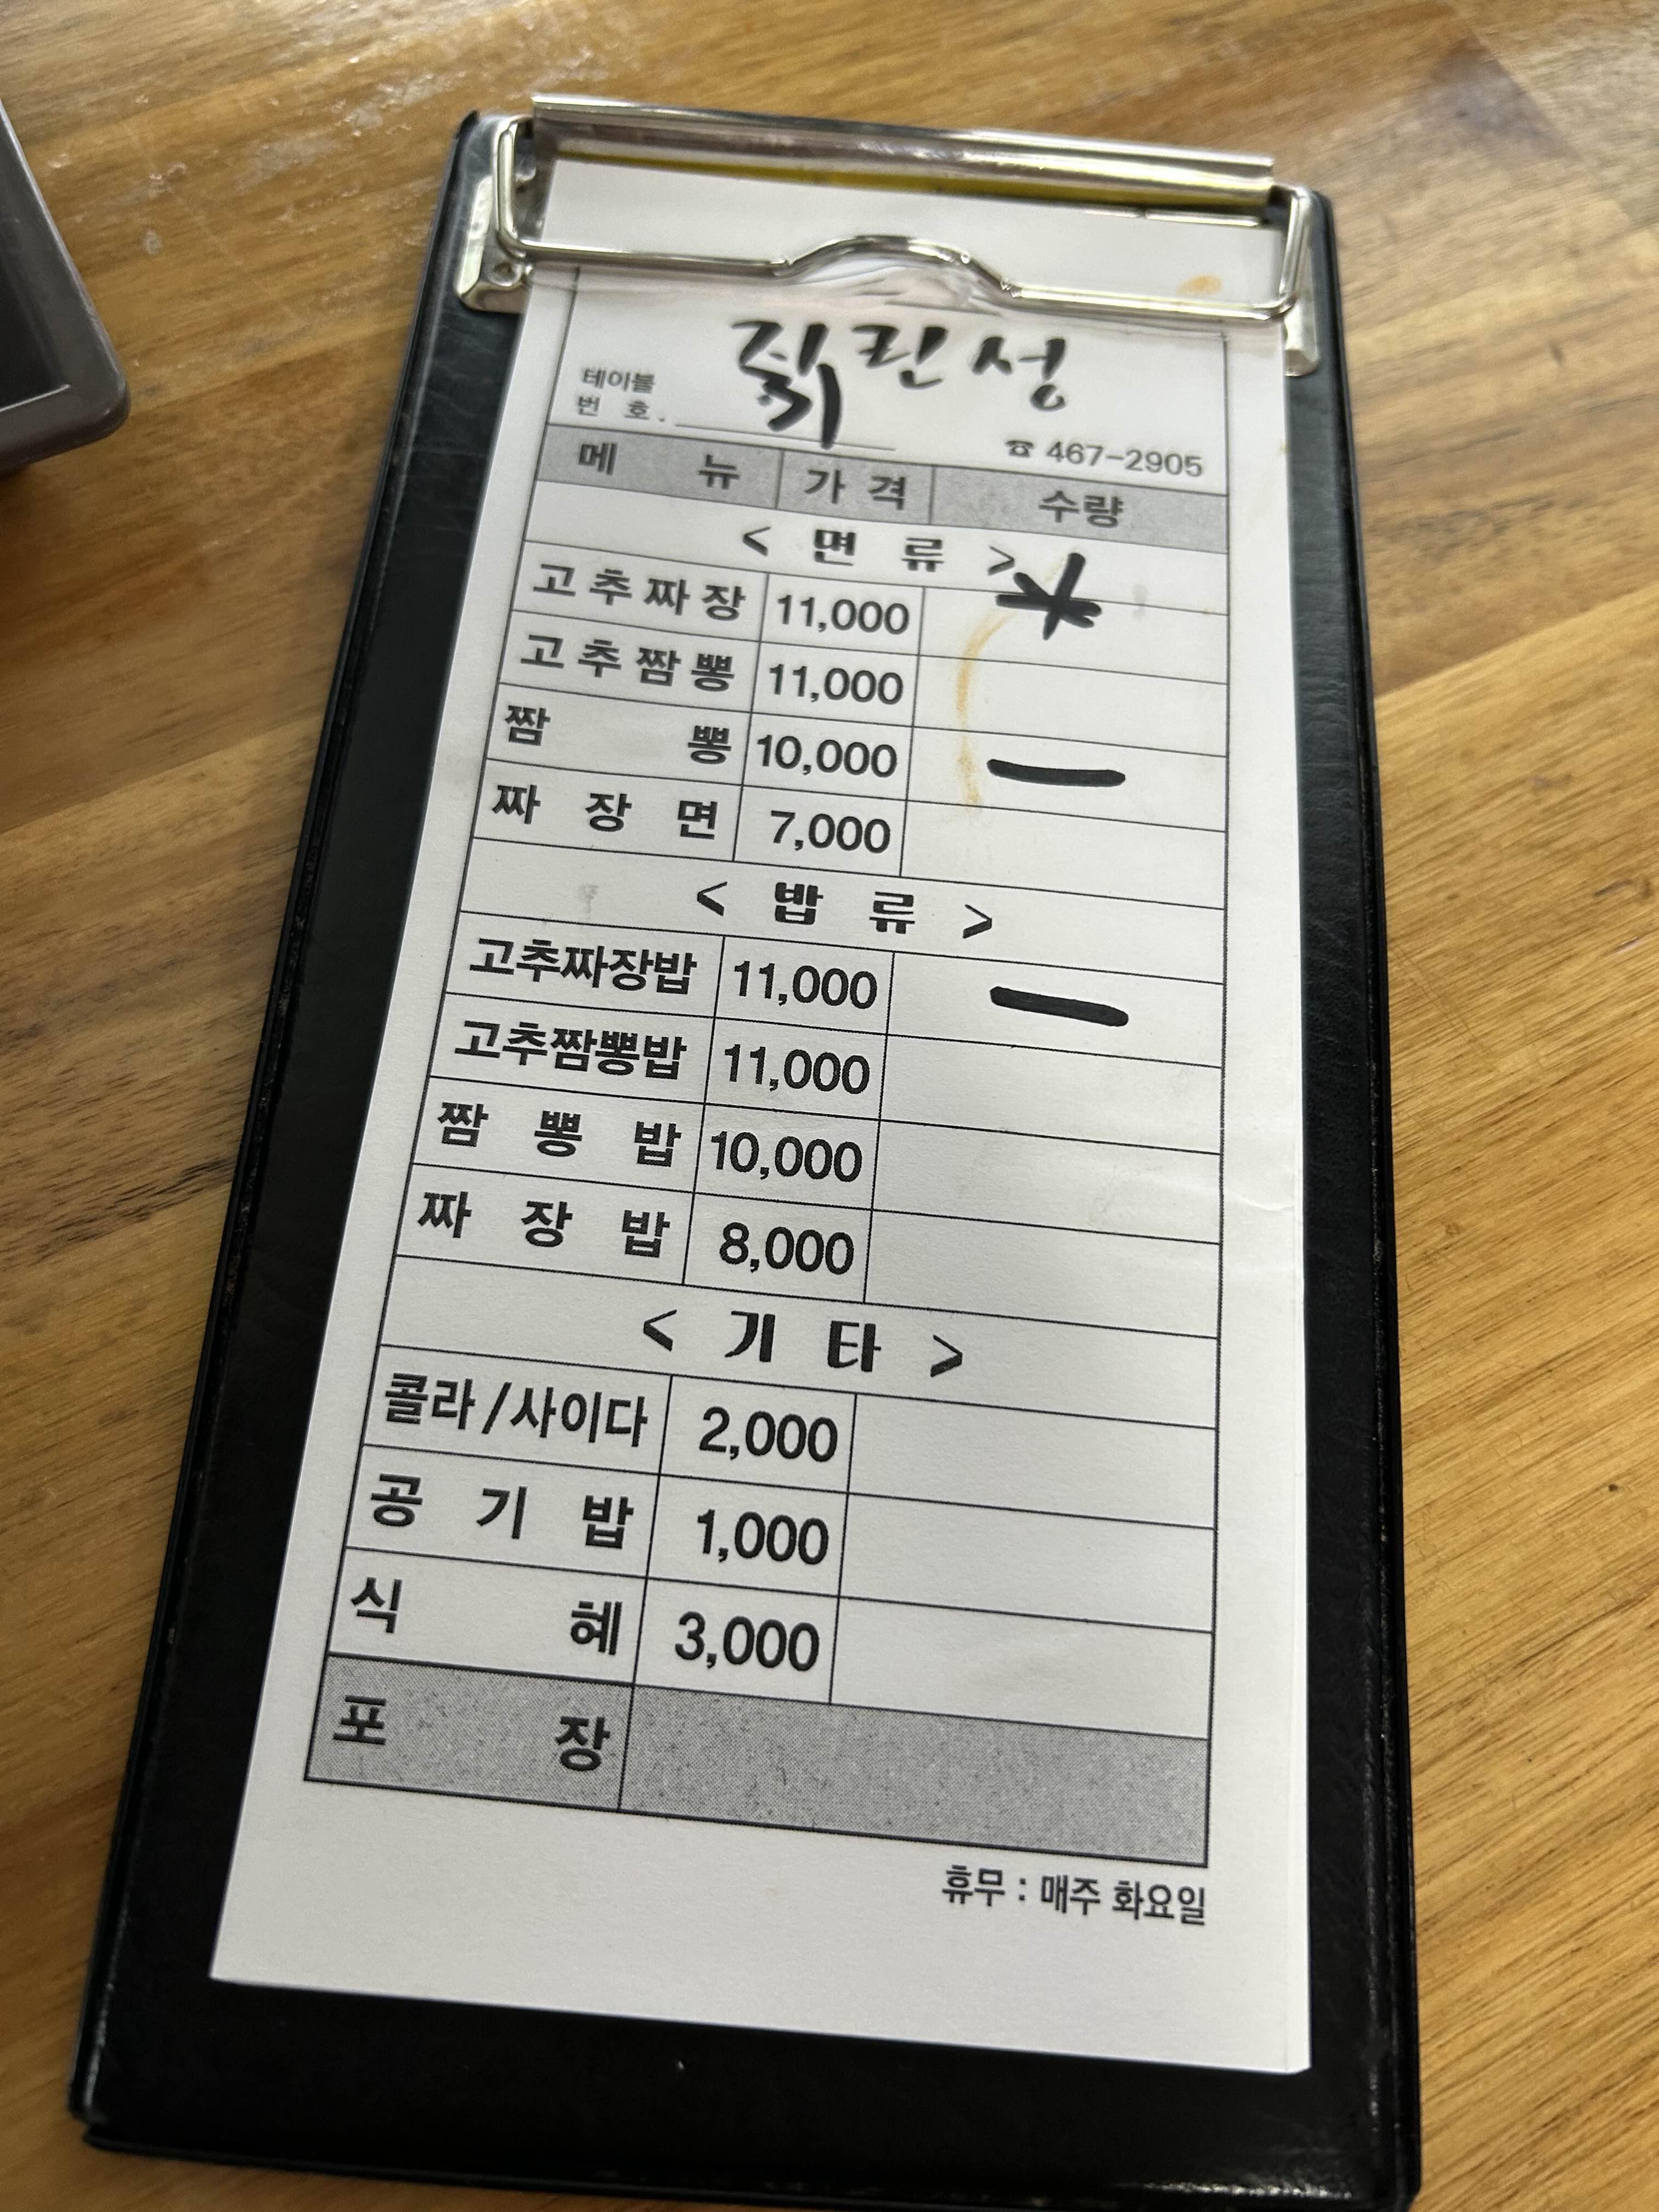 지린성
테이블
번 호.
☎ 467-2905
메 뉴 가 격 수량
< 면 류 >
고추짜장 11,000
고추짬뽕 11,000
짬 뽕 10,000 一
짜 장 면 7,000
< 밥 류 >
고추짜장밥 11,000 一
고추짬뽕밥 11,000
짬 뽕 밥 10,000
짜 장 밥 8,000
< 기 타 >
콜라/사이다 2,000
공 기 밥 1,000
식 혜 3,000
포 장
휴무 : 매주 화요일